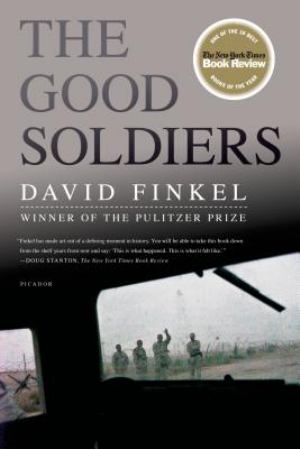 THE
GOOD
SOLDIERS
ONE OF THE 10 BEST
The New York Times
Book Review
BOOKS OF THE YEAR
DAVID FINKEL
WINNER OF THE PULITZER PRIZE
"Finkel has made art out of a defining moment in history. You will be able to take this book down
from the shelf years from now and say: 'This is what happened. This is what it felt like.'"
—DOUG STANTON, The New York Times Book Review
PICADOR